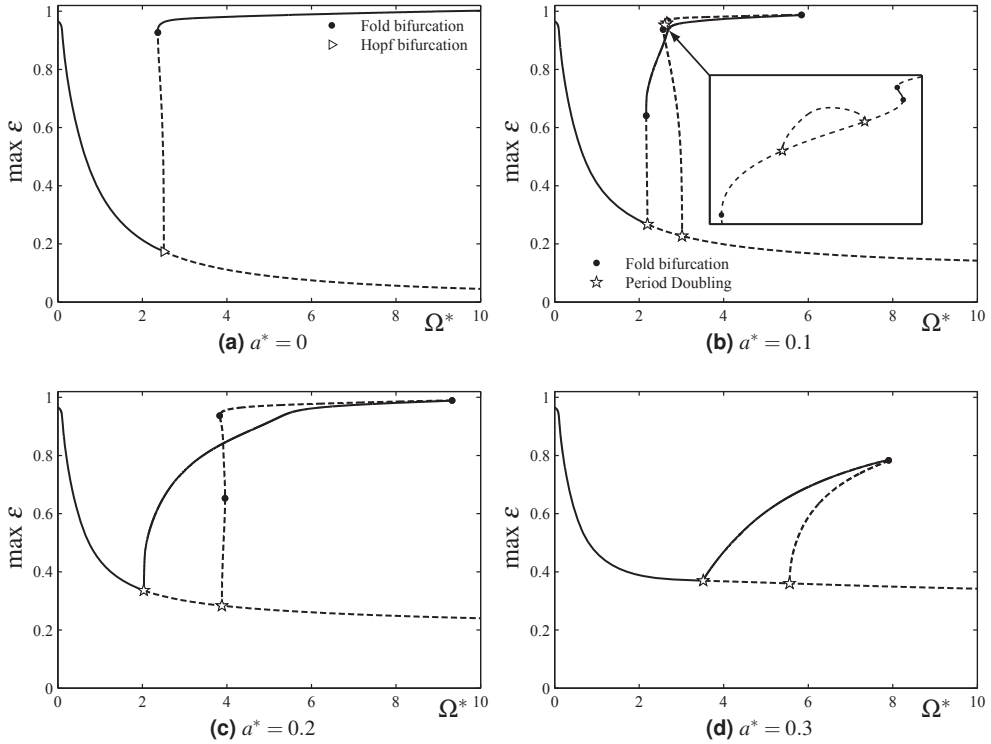 max ε
1
0.8
0.6
0.4
0.2
0
0 2 4 6 8 10
Ω*
Fold bifurcation
Hopf bifurcation
(a) a* = 0
max ε
1
0.8
0.6
0.4
0.2
0
0 2 4 6 8 10
Ω*
Fold bifurcation
Period Doubling
(b) a* = 0.1
max ε
1
0.8
0.6
0.4
0.2
0
0 2 4 6 8 10
Ω*
(c) a* = 0.2
max ε
1
0.8
0.6
0.4
0.2
0
0 2 4 6 8 10
Ω*
(d) a* = 0.3